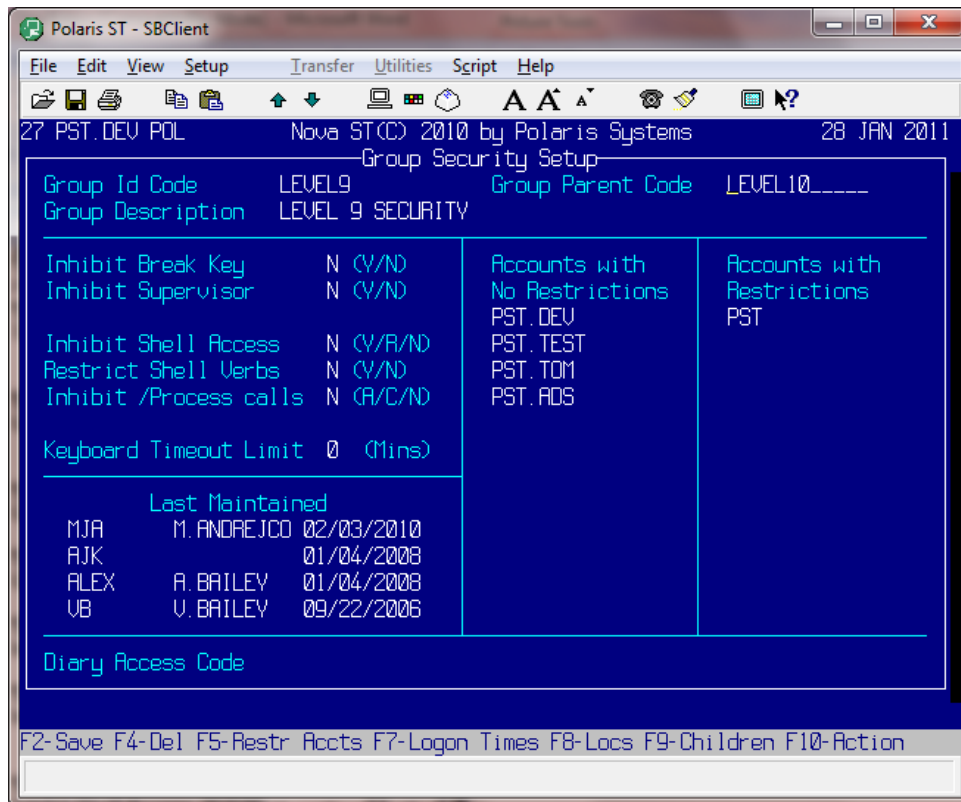 Polaris ST - SBClient
File Edit View Setup Transfer Utilities Script Help
A A A
27 PST.DEV POL Nova ST(C) 2010 by Polaris Systems 28 JAN 2011
Group Security Setup
Group Id Code LEVEL9 Group Parent Code LEVEL10_____
Group Description LEVEL 9 SECURITY
Inhibit Break Key N (Y/N)
Inhibit Supervisor N (Y/N)
Inhibit Shell Access N (Y/R/N)
Restrict Shell Verbs N (Y/N)
Inhibit /Process calls N (A/C/N)
Keyboard Timeout Limit 0 (Mins)
Accounts with
No Restrictions
PST.DEV
PST.TEST
PST.TOM
PST.ADS
Accounts with
Restrictions
PST
Last Maintained
MJA M.ANDREJCO 02/03/2010
AJK 01/04/2008
ALEX A.BAILEY 01/04/2008
VB V.BAILEY 09/22/2006
Diary Access Code
F2-Save F4-Del F5-Restr Accts F7-Logon Times F8-Locs F9-Children F10-Action